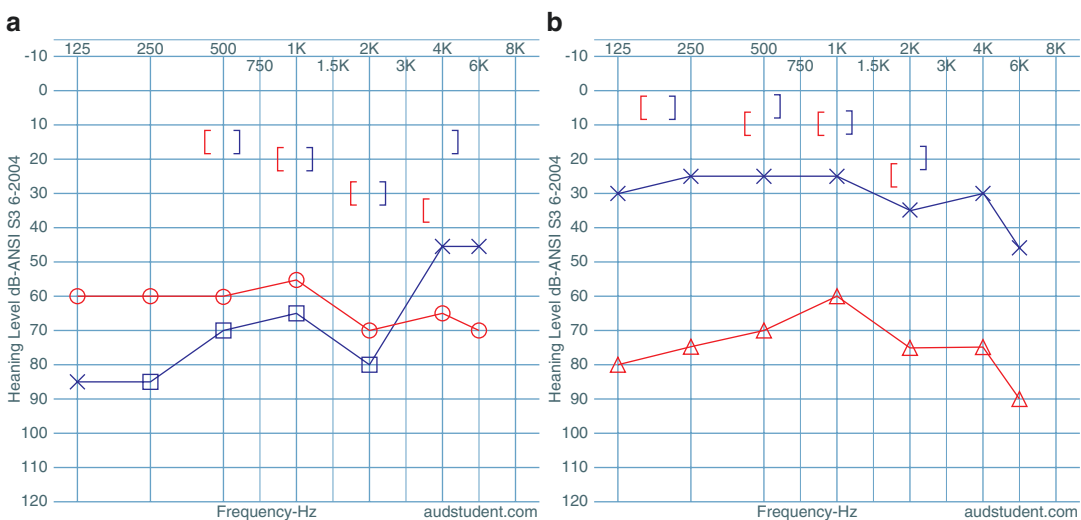 a
125 250 500 1K 2K 4K 8K
750 1.5K 3K 6K
-10
0
10
20
30
40
50
60
70
80
90
100
110
120
Heaning Level dB-ANSI S3 6-2004
Frequency-Hz
audstudent.com
b
125 250 500 1K 2K 4K 8K
750 1.5K 3K 6K
-10
0
10
20
30
40
50
60
70
80
90
100
110
120
Heaning Level dB-ANSI S3 6-2004
Frequency-Hz
audstudent.com